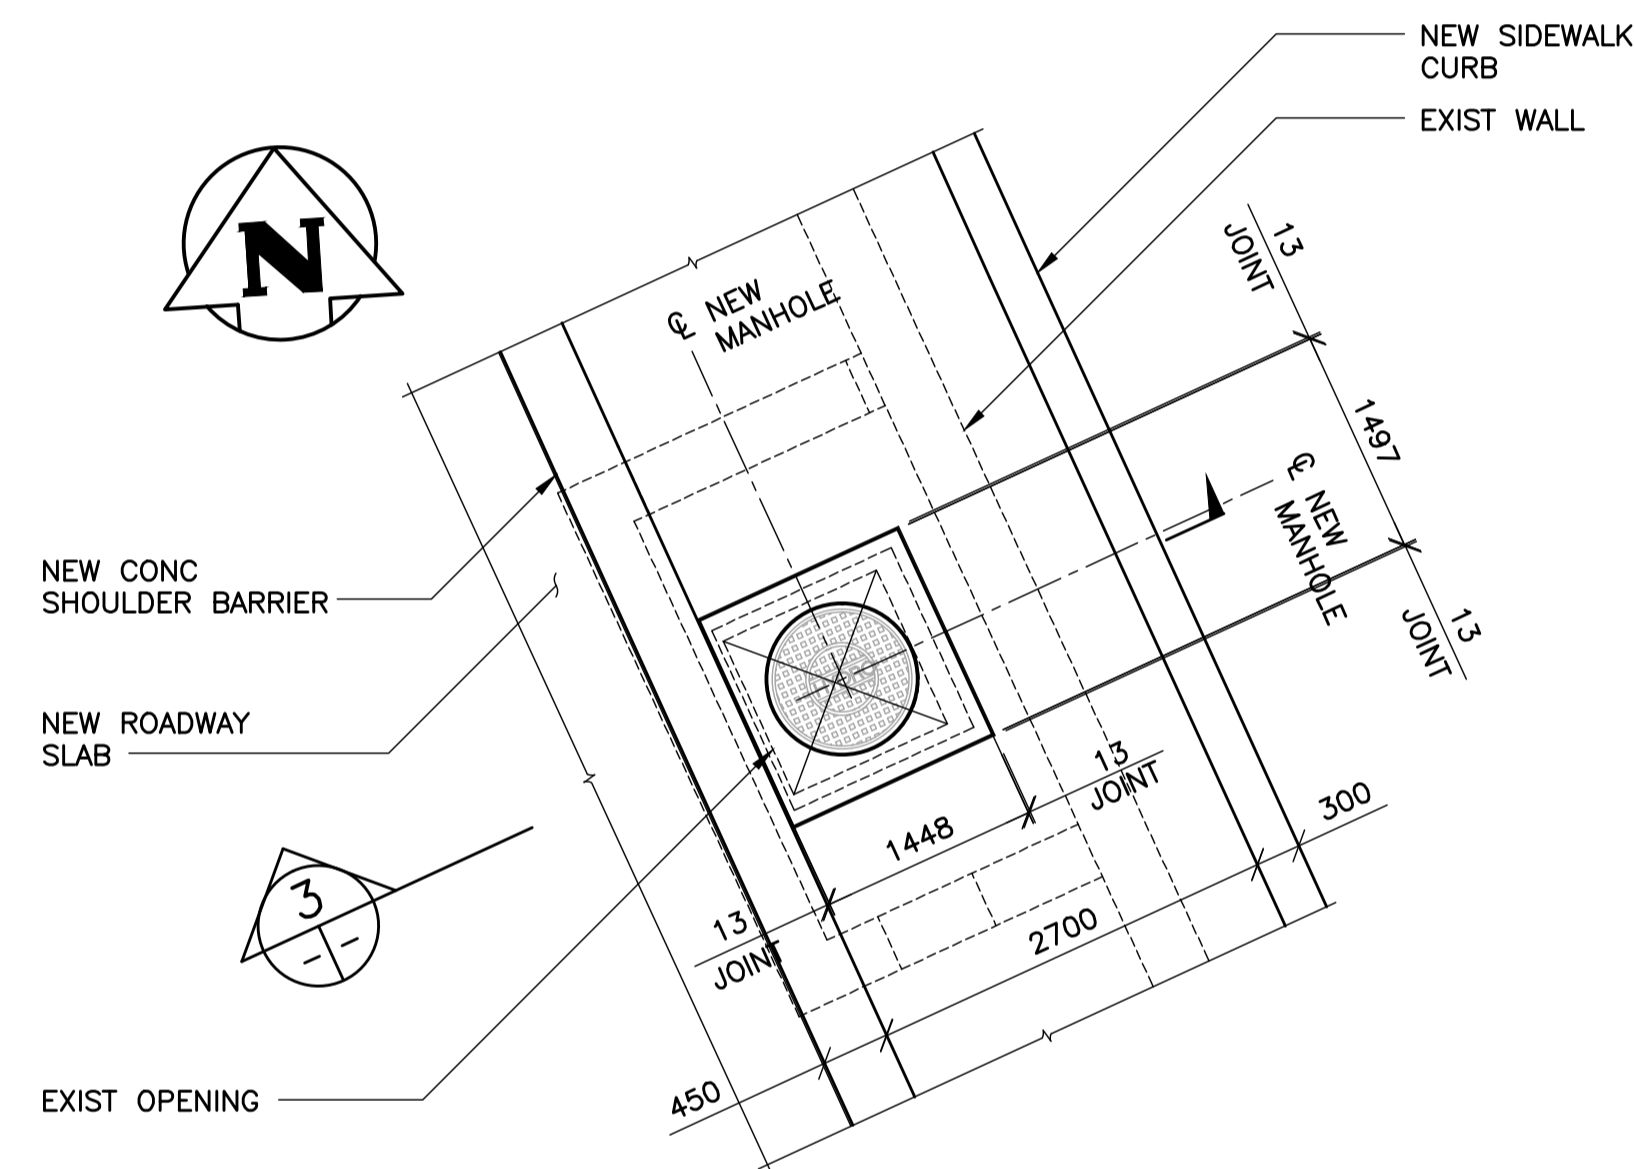 NEW SIDEWALK
CURB
EXIST WALL
N
13
JOINT
℄ NEW
MANHOLE
1497
℄ NEW
MANHOLE
NEW CONC
SHOULDER BARRIER
13
JOINT
NEW ROADWAY
SLAB
13
JOINT
300
1448
3
- -
13
JOINT
2700
450
EXIST OPENING